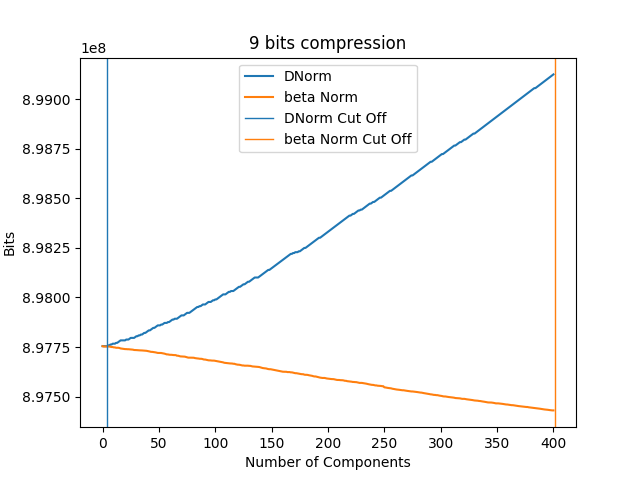 9 bits compression
1e8
DNorm
beta Norm
DNorm Cut Off
beta Norm Cut Off
8.9900
8.9875
8.9850
8.9825
8.9800
8.9775
8.9750
Bits
0 50 100 150 200 250 300 350 400
Number of Components